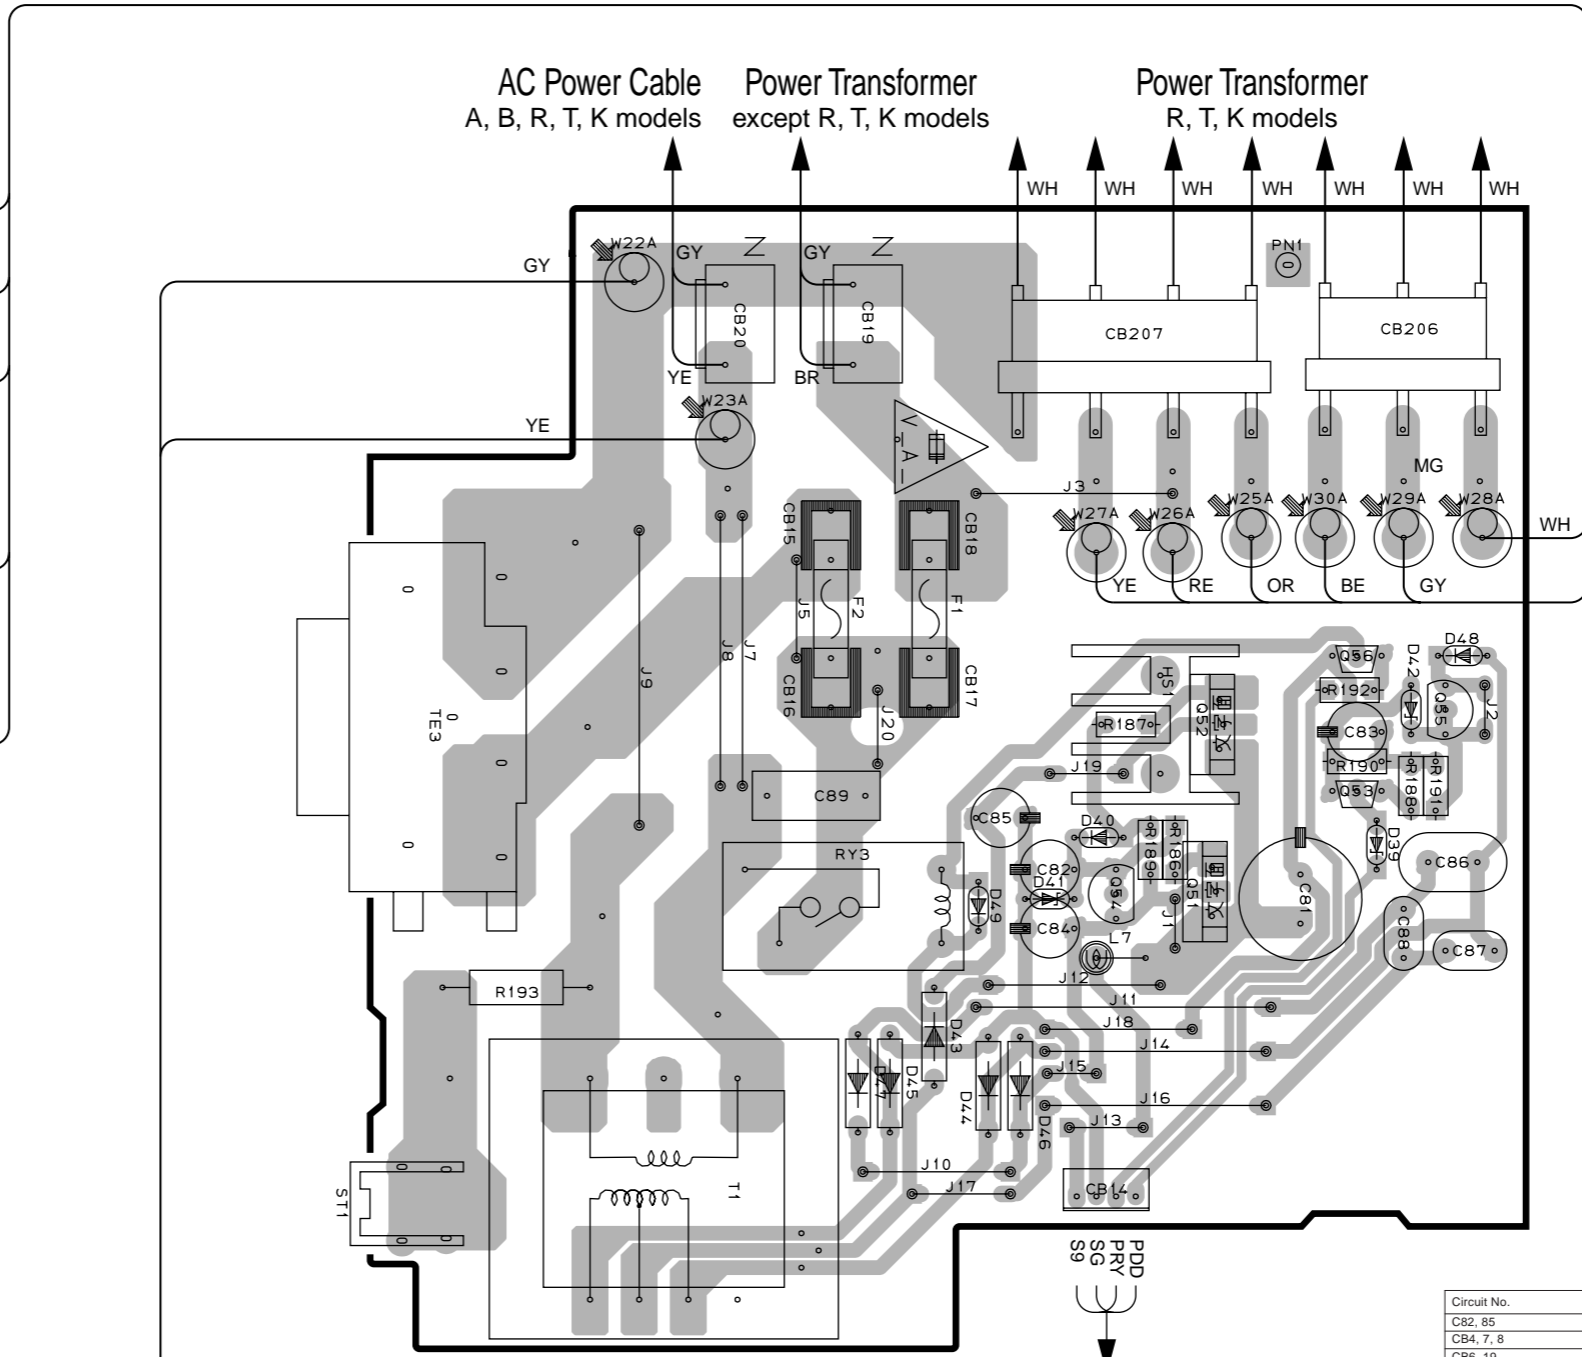 AC Power Cable
A, B, R, T, K models
Power Transformer
except R, T, K models
Power Transformer
R, T, K models
WH
WH
WH
WH
WH
WH
WH
W22A
GY
GY
GY
PN1
CB20
CB19
CB207
CB206
YE
BR
W23A
YE
V
A
MG
J3
W27A
W26A
W25A
W30A
W29A
W28A
WH
YE
RE
OR
BE
GY
CB15
CB18
J5
F2
F1
CB16
CB17
J20
J8
J7
J9
TE3
HS1
Q52
R187
J19
Q56
R192
D42
Q55
D48
J2
C83
R190
Q53
R188
R191
D39
C86
C89
C85
D40
R189
R186
RY3
C82
D41
Q54
Q51
D49
C84
J1
L7
C81
C88
C87
R193
J12
J11
J18
D43
J14
D47
D45
D44
J15
J16
D46
J13
J10
J17
CB14
T1
ST1
S9
SG
PRY
PDD
Circuit No.
C82, 85
CB4, 7, 8
CB6, 19